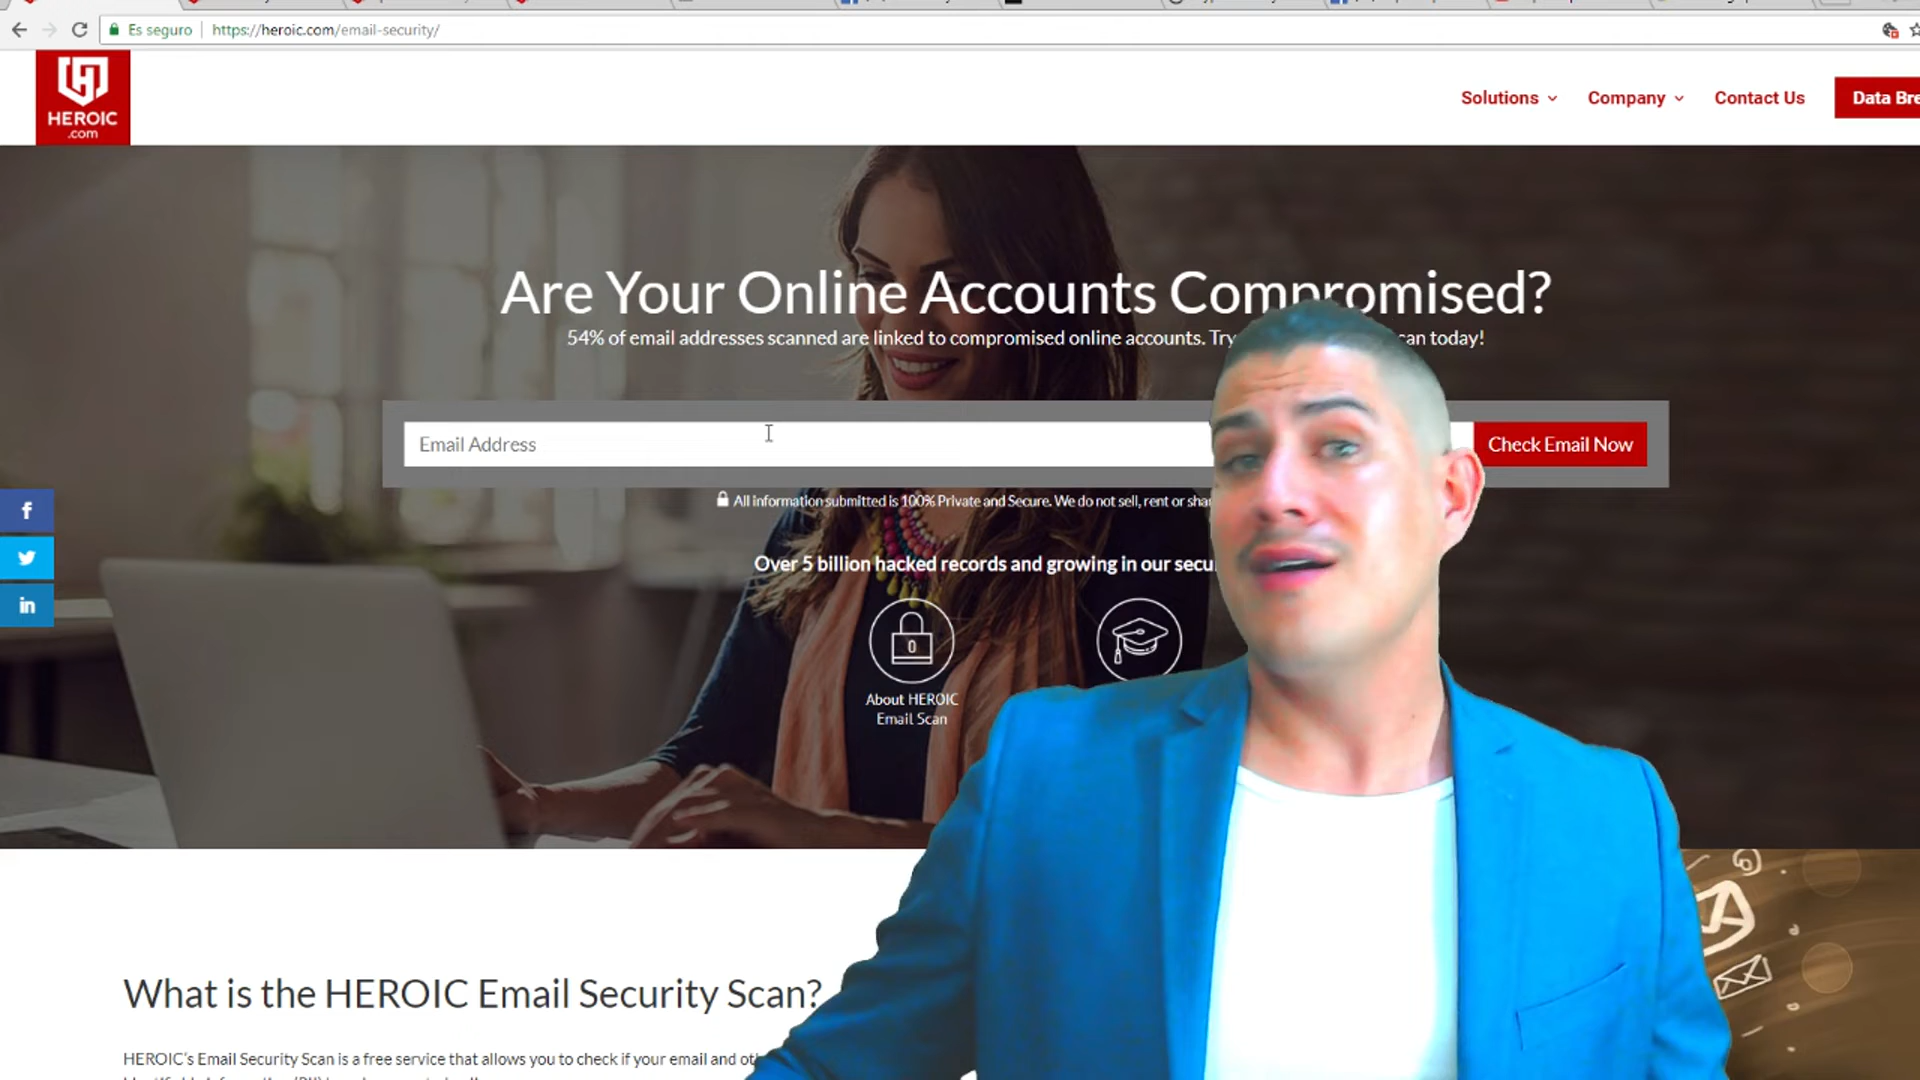 Es seguro
https://heroic.com/email-security/
HEROIC
.com
Solutions
Company
Contact Us
Data Bre
Are Your Online Accounts Compromised?
54% of email addresses scanned are linked to compromised online accounts. Try
an today!
Email Address
Check Email Now
All information submitted is 100% Private and Secure. We do not sell, rent or shar
Over 5 billion hacked records and growing in our secu
f
in
About HEROIC
Email Scan
What is the HEROIC Email Security Scan?
HEROIC's Email Security Scan is a free service that allows you to check if your email and